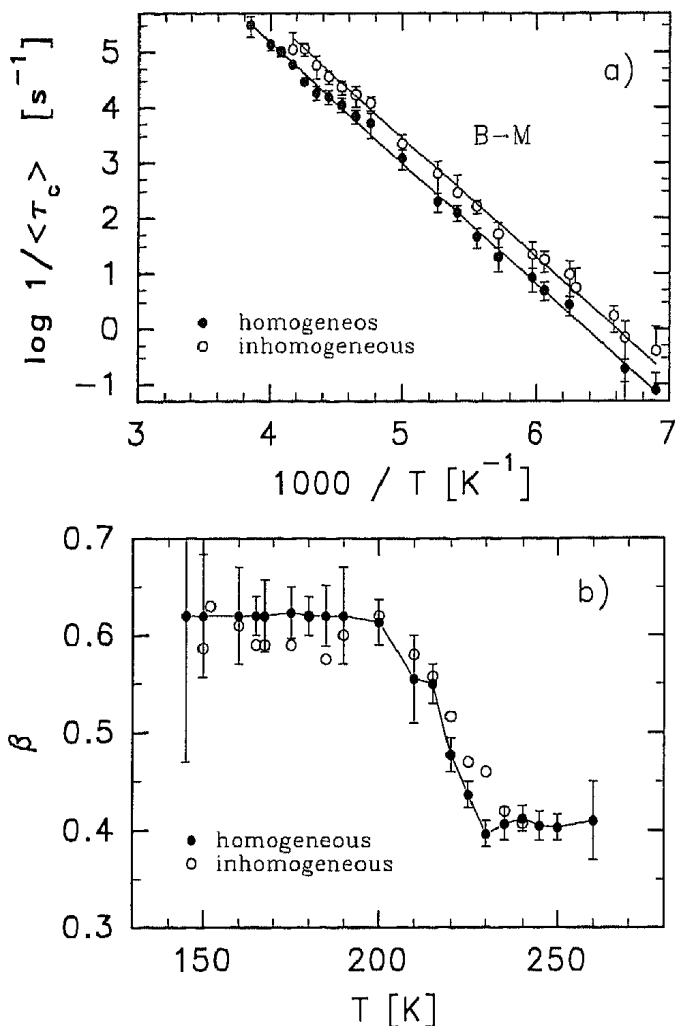 a)
5
4
3
2
1
0
−1
log 1/<τc> [s⁻¹]
B→M
homogeneos
inhomogeneous
3
4
5
6
7
1000 / T [K⁻¹]
b)
0.7
0.6
0.5
0.4
0.3
β
homogeneous
inhomogeneous
150
200
250
T [K]